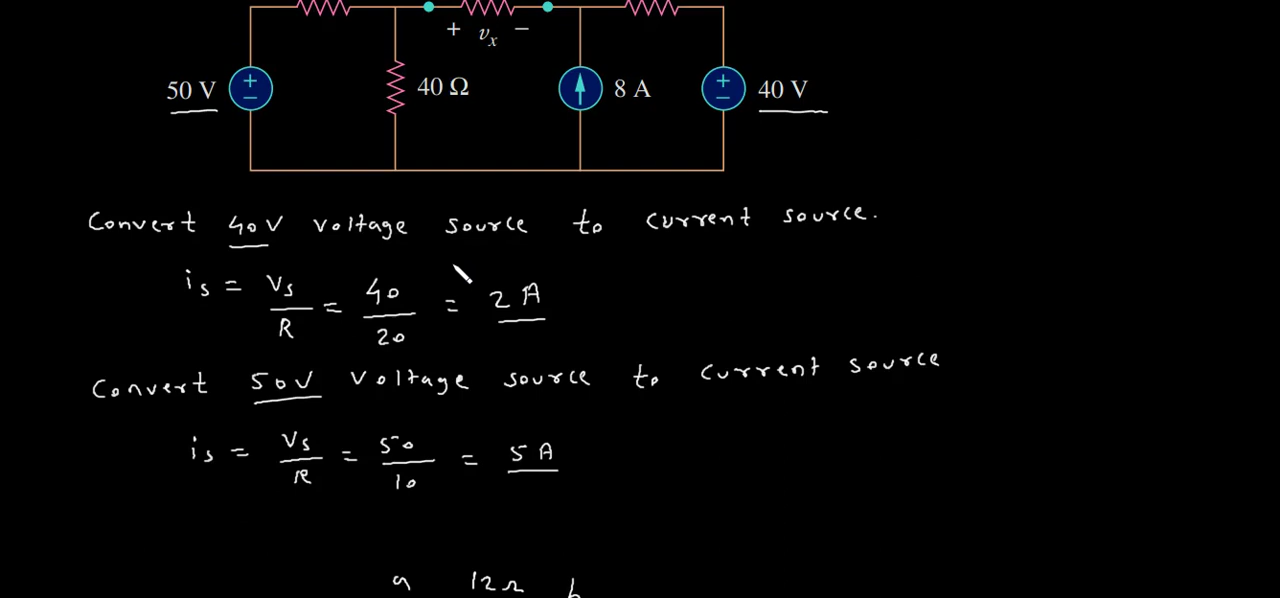 + vx −
50 V
+
−
40 Ω
8 A
+
−
40 V
Convert 40V voltage source to current source.
is = Vs / R = 40 / 20 = 2 A
Convert 50V voltage source to current source
is = Vs / R = 50 / 10 = 5 A
a 12Ω b